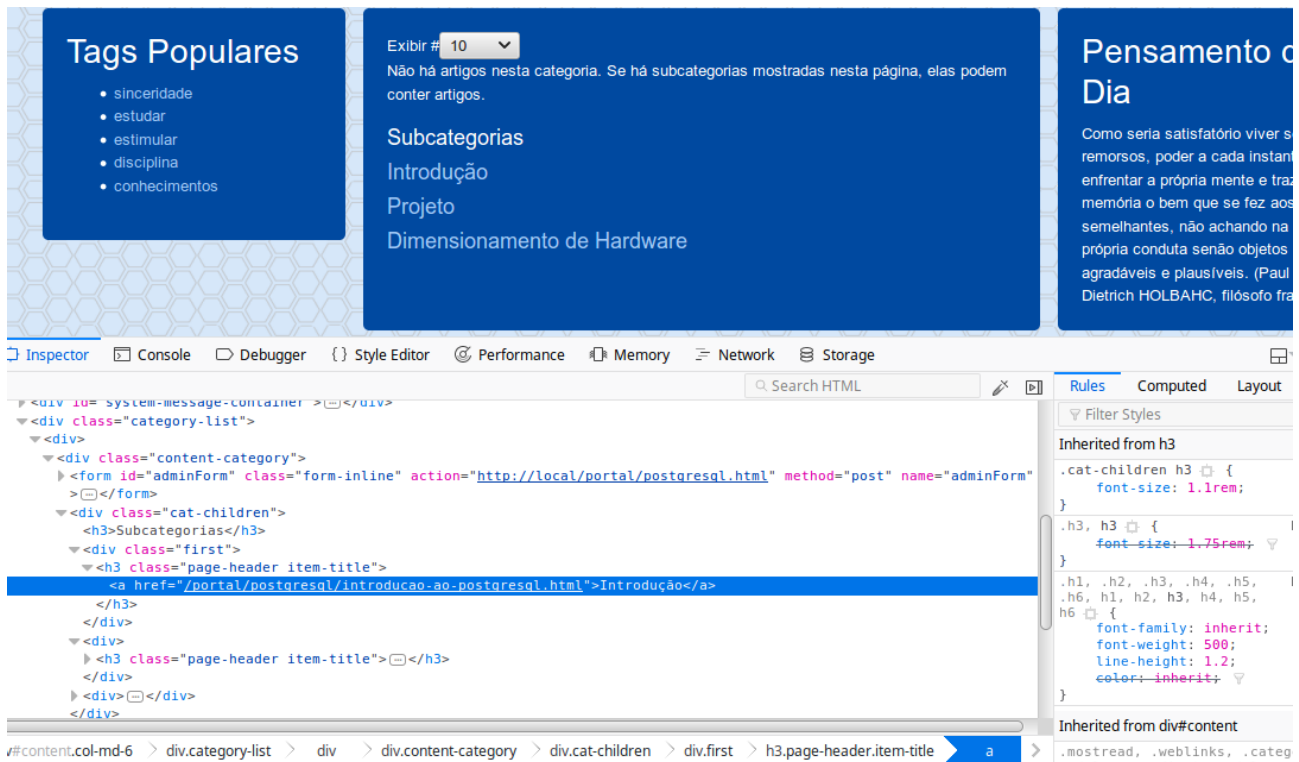 Tags Populares
sinceridade
estudar
estimular
disciplina
conhecimentos
Exibir # 10
Não há artigos nesta categoria. Se há subcategorias mostradas nesta página, elas podem
conter artigos.
Subcategorias
Introdução
Projeto
Dimensionamento de Hardware
Pensamento
Dia
Como seria satisfatório viver
remorsos, poder a cada
enfrentar a própria mente e
memória o bem que se fez aos
semelhantes, não achando na
própria conduta senão objetos
agradáveis e plausíveis. (Paul
Dietrich HOLBAHC, filósofo
Inspector Console Debugger {} Style Editor Performance Memory Network Storage
Search HTML
<div id="system-message-container">…</div>
<div class="category-list">
<div>
<div class="content-category">
<form id="adminForm" class="form-inline" action="http://local/portal/postgresql.html" method="post" name="adminForm"
>…</form>
<div class="cat-children">
<h3>Subcategorias</h3>
<div class="first">
<h3 class="page-header item-title">
<a href="/portal/postgresql/introducao-ao-postgresql.html">Introdução</a>
</h3>
</div>
<div>
<h3 class="page-header item-title">…</h3>
</div>
<div>…</div>
</div>
#content.col-md-6 div.category-list div div.content-category div.cat-children div.first h3.page-header.item-title a
Rules Computed Layout
Filter Styles
Inherited from h3
.cat-children h3 {
font-size: 1.1rem;
}
.h3, h3 {
font-size: 1.75rem;
}
.h1, .h2, .h3, .h4, .h5,
.h6, h1, h2, h3, h4, h5,
h6 {
font-family: inherit;
font-weight: 500;
line-height: 1.2;
color: inherit;
}
Inherited from div#content
.mostread, .weblinks,